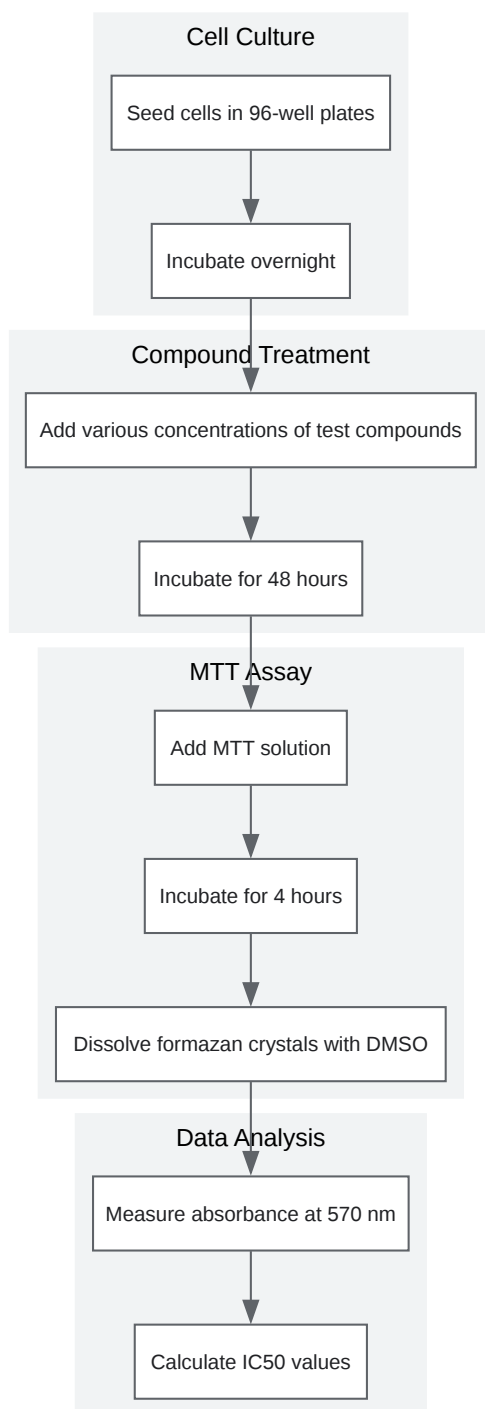 Cell Culture
Seed cells in 96-well plates
Incubate overnight
Compound Treatment
Add various concentrations of test compounds
Incubate for 48 hours
MTT Assay
Add MTT solution
Incubate for 4 hours
Dissolve formazan crystals with DMSO
Data Analysis
Measure absorbance at 570 nm
Calculate IC50 values